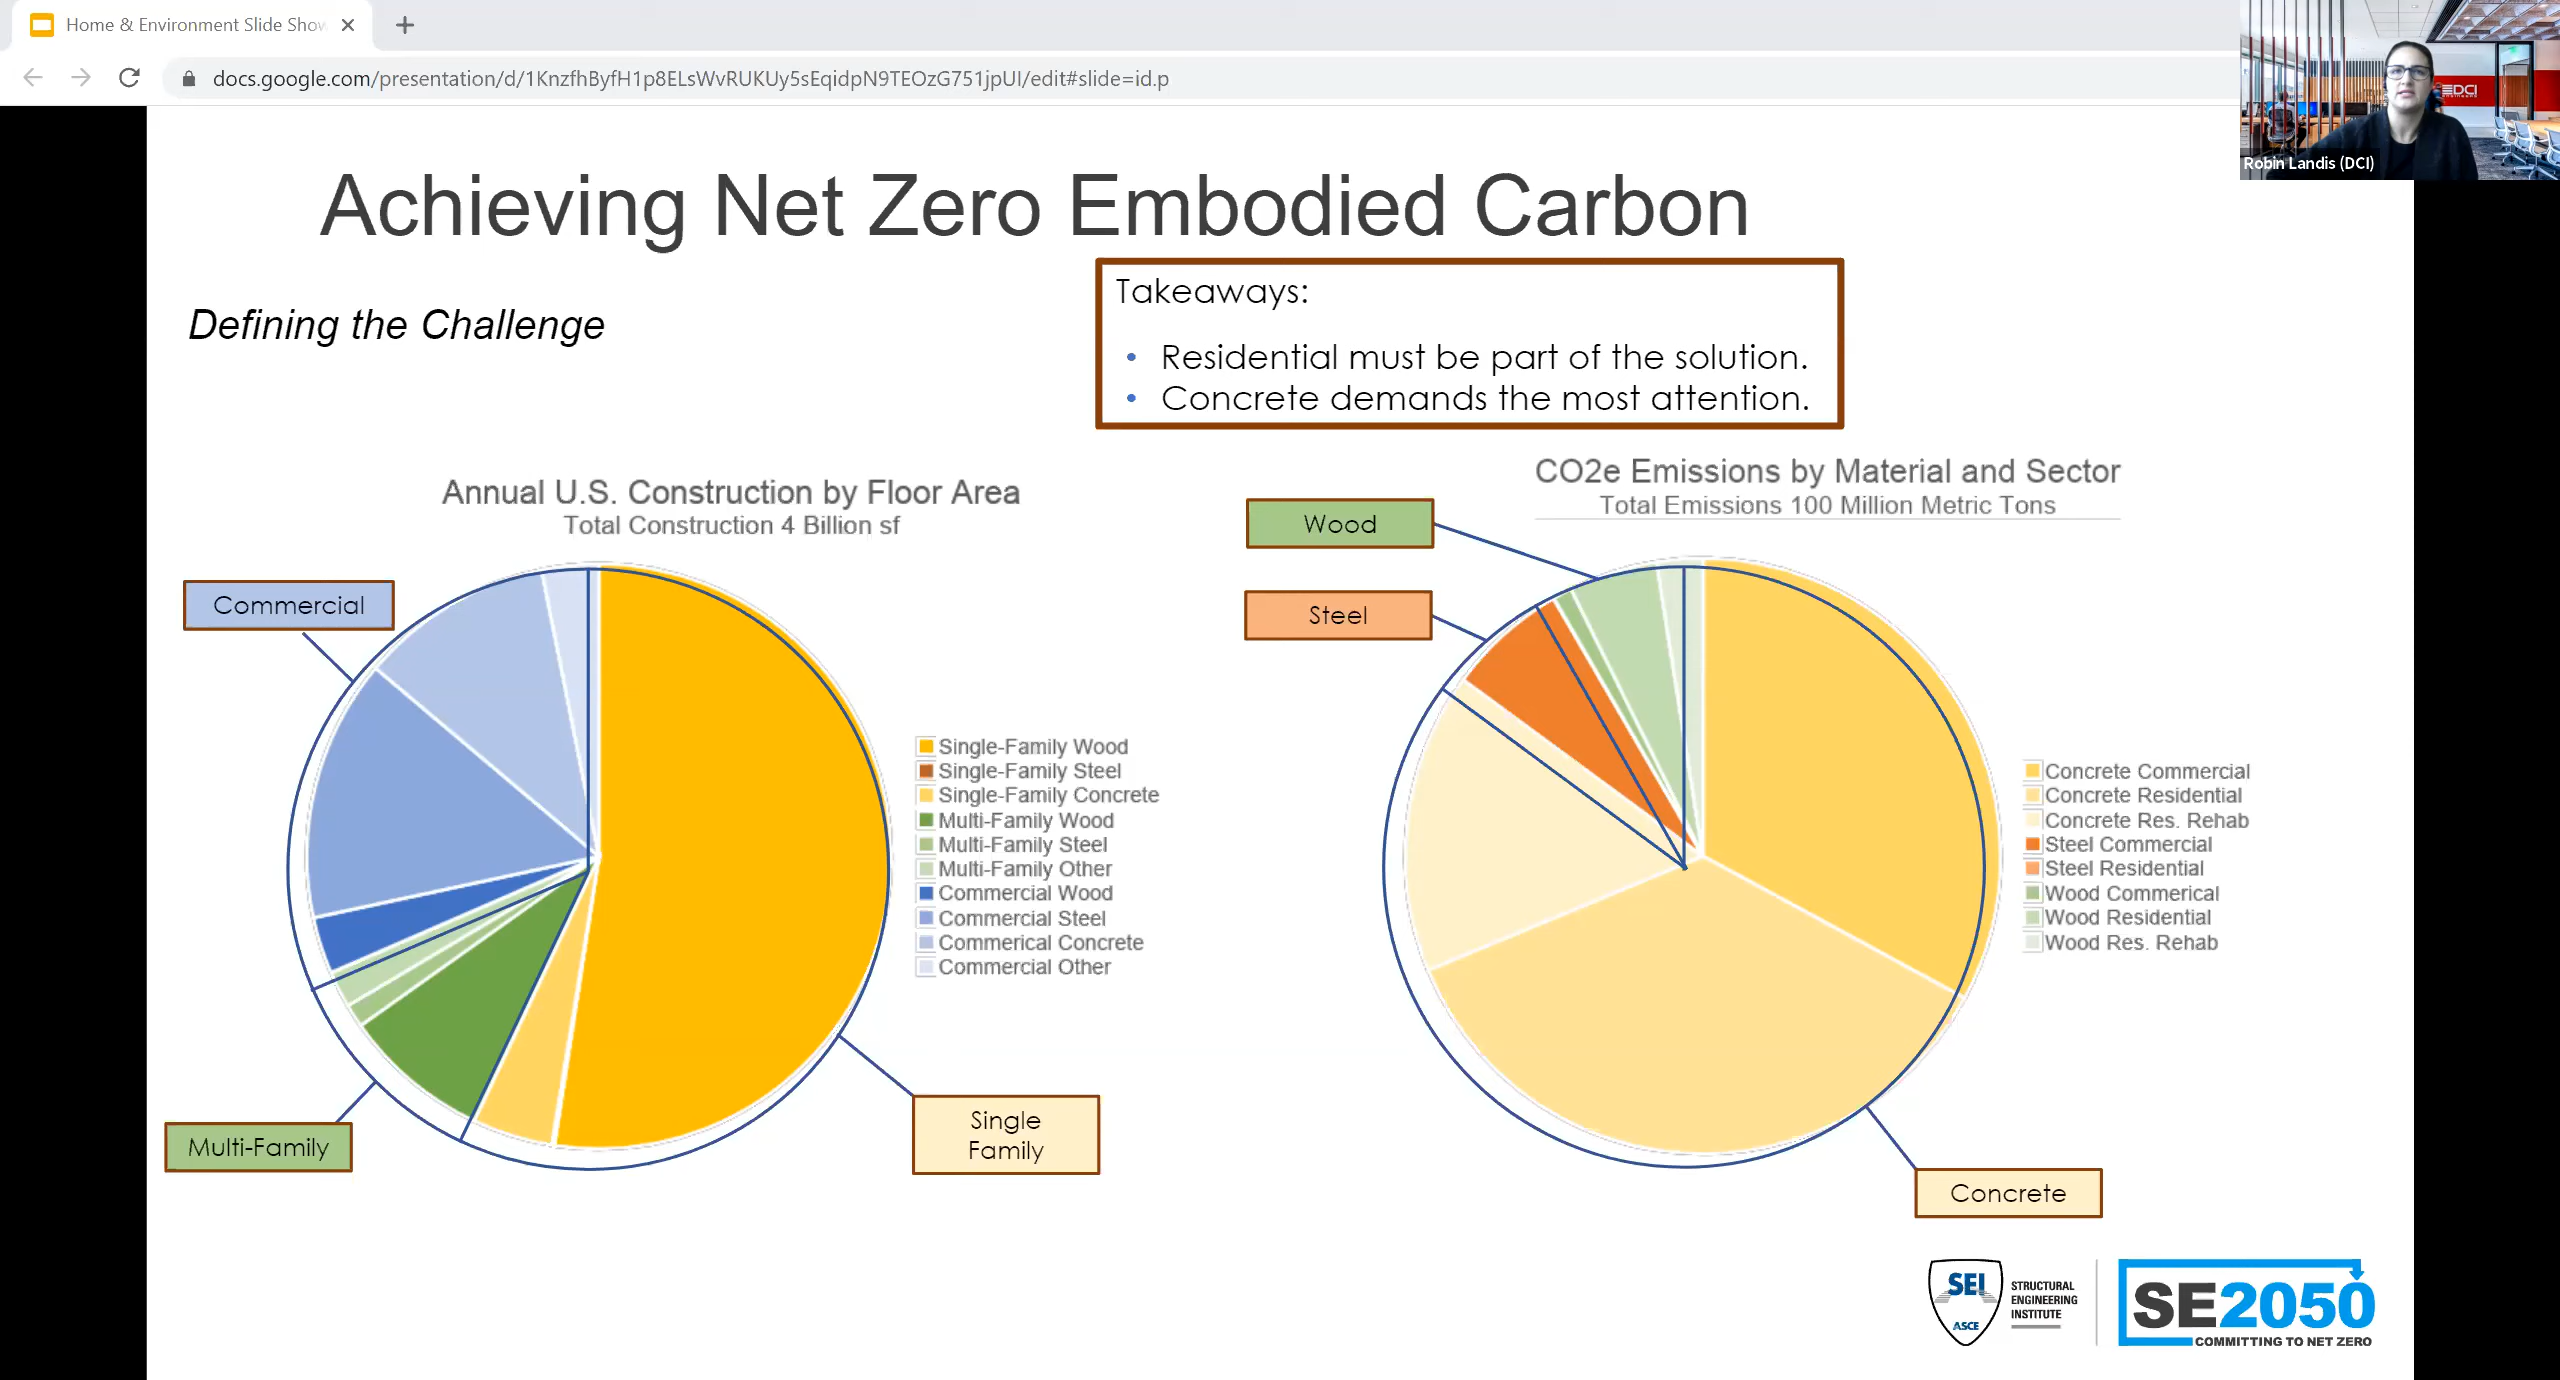 Home & Environment Slide Show
docs.google.com/presentation/d/1KnzfhByfH1p8ELsWvRUKUy5sEqidpN9TEOzG751jpUI/edit#slide=id.p
DCI
Robin Landis (DCI)
Achieving Net Zero Embodied Carbon
Defining the Challenge
Takeaways:
• Residential must be part of the solution.
• Concrete demands the most attention.
Annual U.S. Construction by Floor Area
Total Construction 4 Billion sf
Commercial
Multi-Family
Single
Family
Single-Family Wood
Single-Family Steel
Single-Family Concrete
Multi-Family Wood
Multi-Family Steel
Multi-Family Other
Commercial Wood
Commercial Steel
Commerical Concrete
Commercial Other
CO2e Emissions by Material and Sector
Total Emissions 100 Million Metric Tons
Wood
Steel
Concrete
Concrete Commercial
Concrete Residential
Concrete Res. Rehab
Steel Commercial
Steel Residential
Wood Commerical
Wood Residential
Wood Res. Rehab
SEI
ASCE
STRUCTURAL
ENGINEERING
INSTITUTE
SE2050
COMMITTING TO NET ZERO